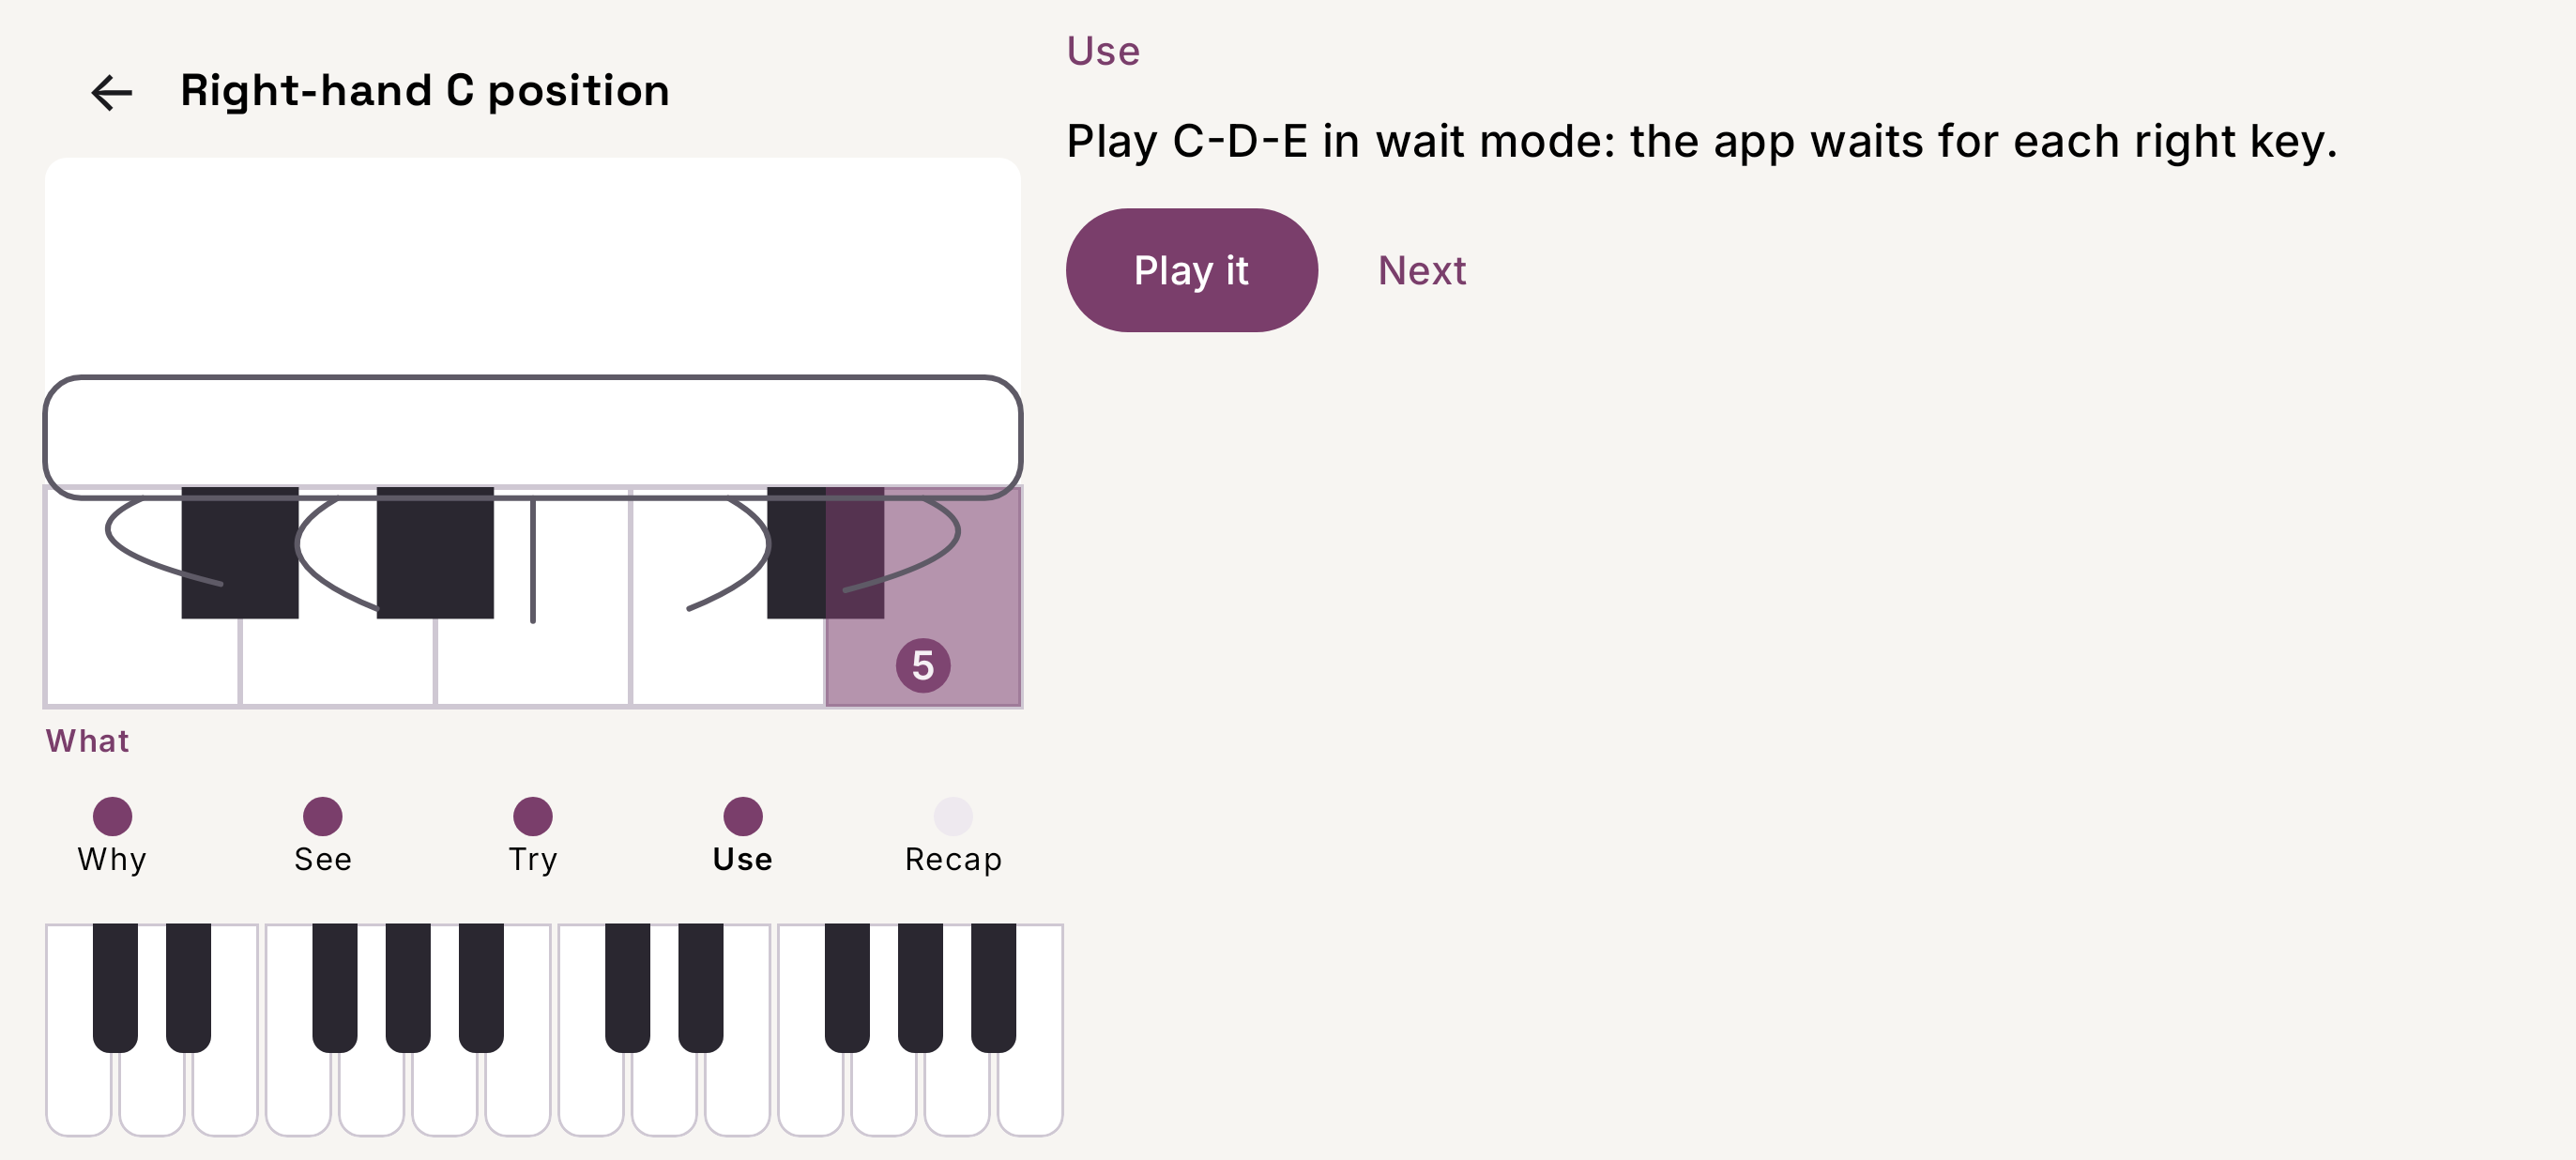 Right-hand C position
5
What
Why
See
Try
Use
Recap
Use
Play C-D-E in wait mode: the app waits for each right key.
Play it
Next